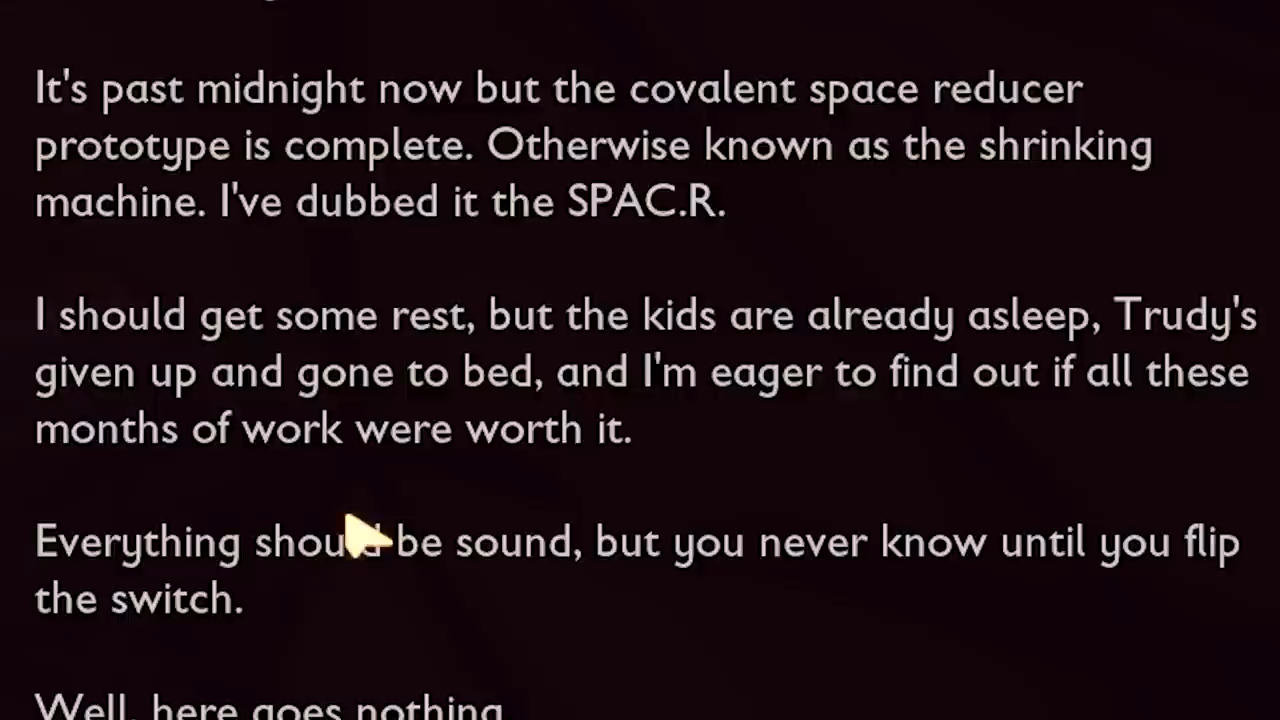 It's past midnight now but the covalent space reducer
prototype is complete. Otherwise known as the shrinking
machine. I've dubbed it the SPAC.R.
I should get some rest, but the kids are already asleep, Trudy's
given up and gone to bed, and I'm eager to find out if all these
months of work were worth it.
Everything should be sound, but you never know until you flip
the switch.
Well, here goes nothing